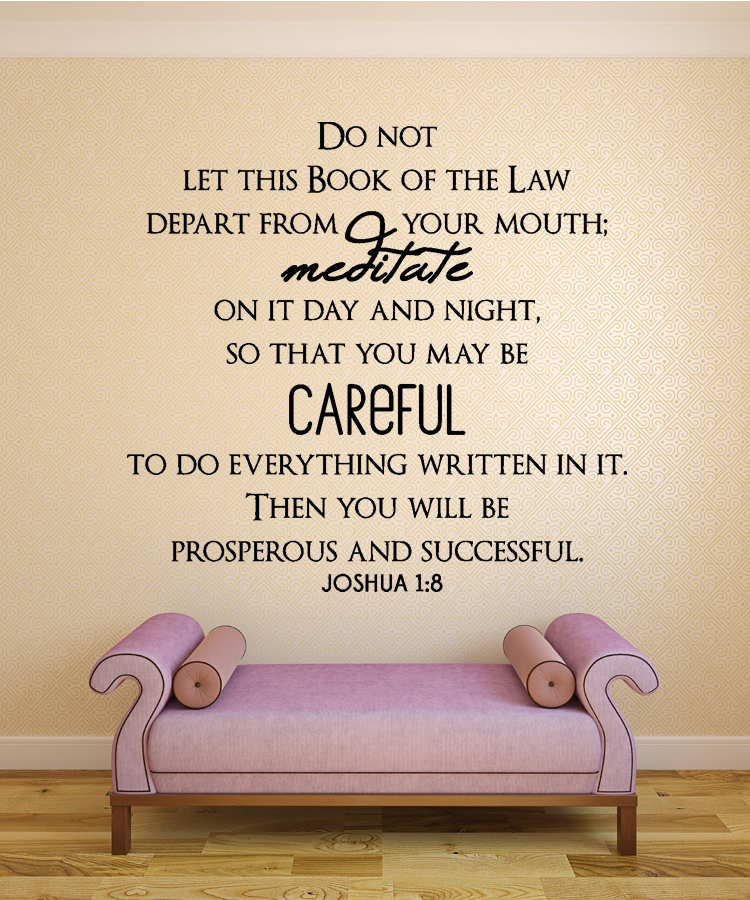 Do not
let this Book of the Law
depart from your mouth;
meditate
on it day and night,
so that you may be
CAReFUL
to do everything written in it.
Then you will be
prosperous and successful.
JOSHUA 1:8